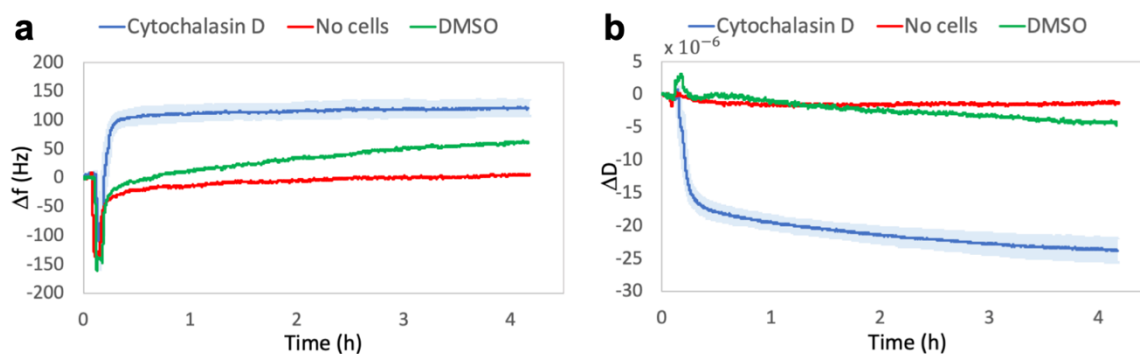 a
Cytochalasin D No cells DMSO
200
150
100
50
0
-50
-100
-150
-200
Δf (Hz)
0 1 2 3 4
Time (h)
b
Cytochalasin D No cells DMSO
x 10⁻⁶
5
0
-5
-10
-15
-20
-25
-30
ΔD
0 1 2 3 4
Time (h)